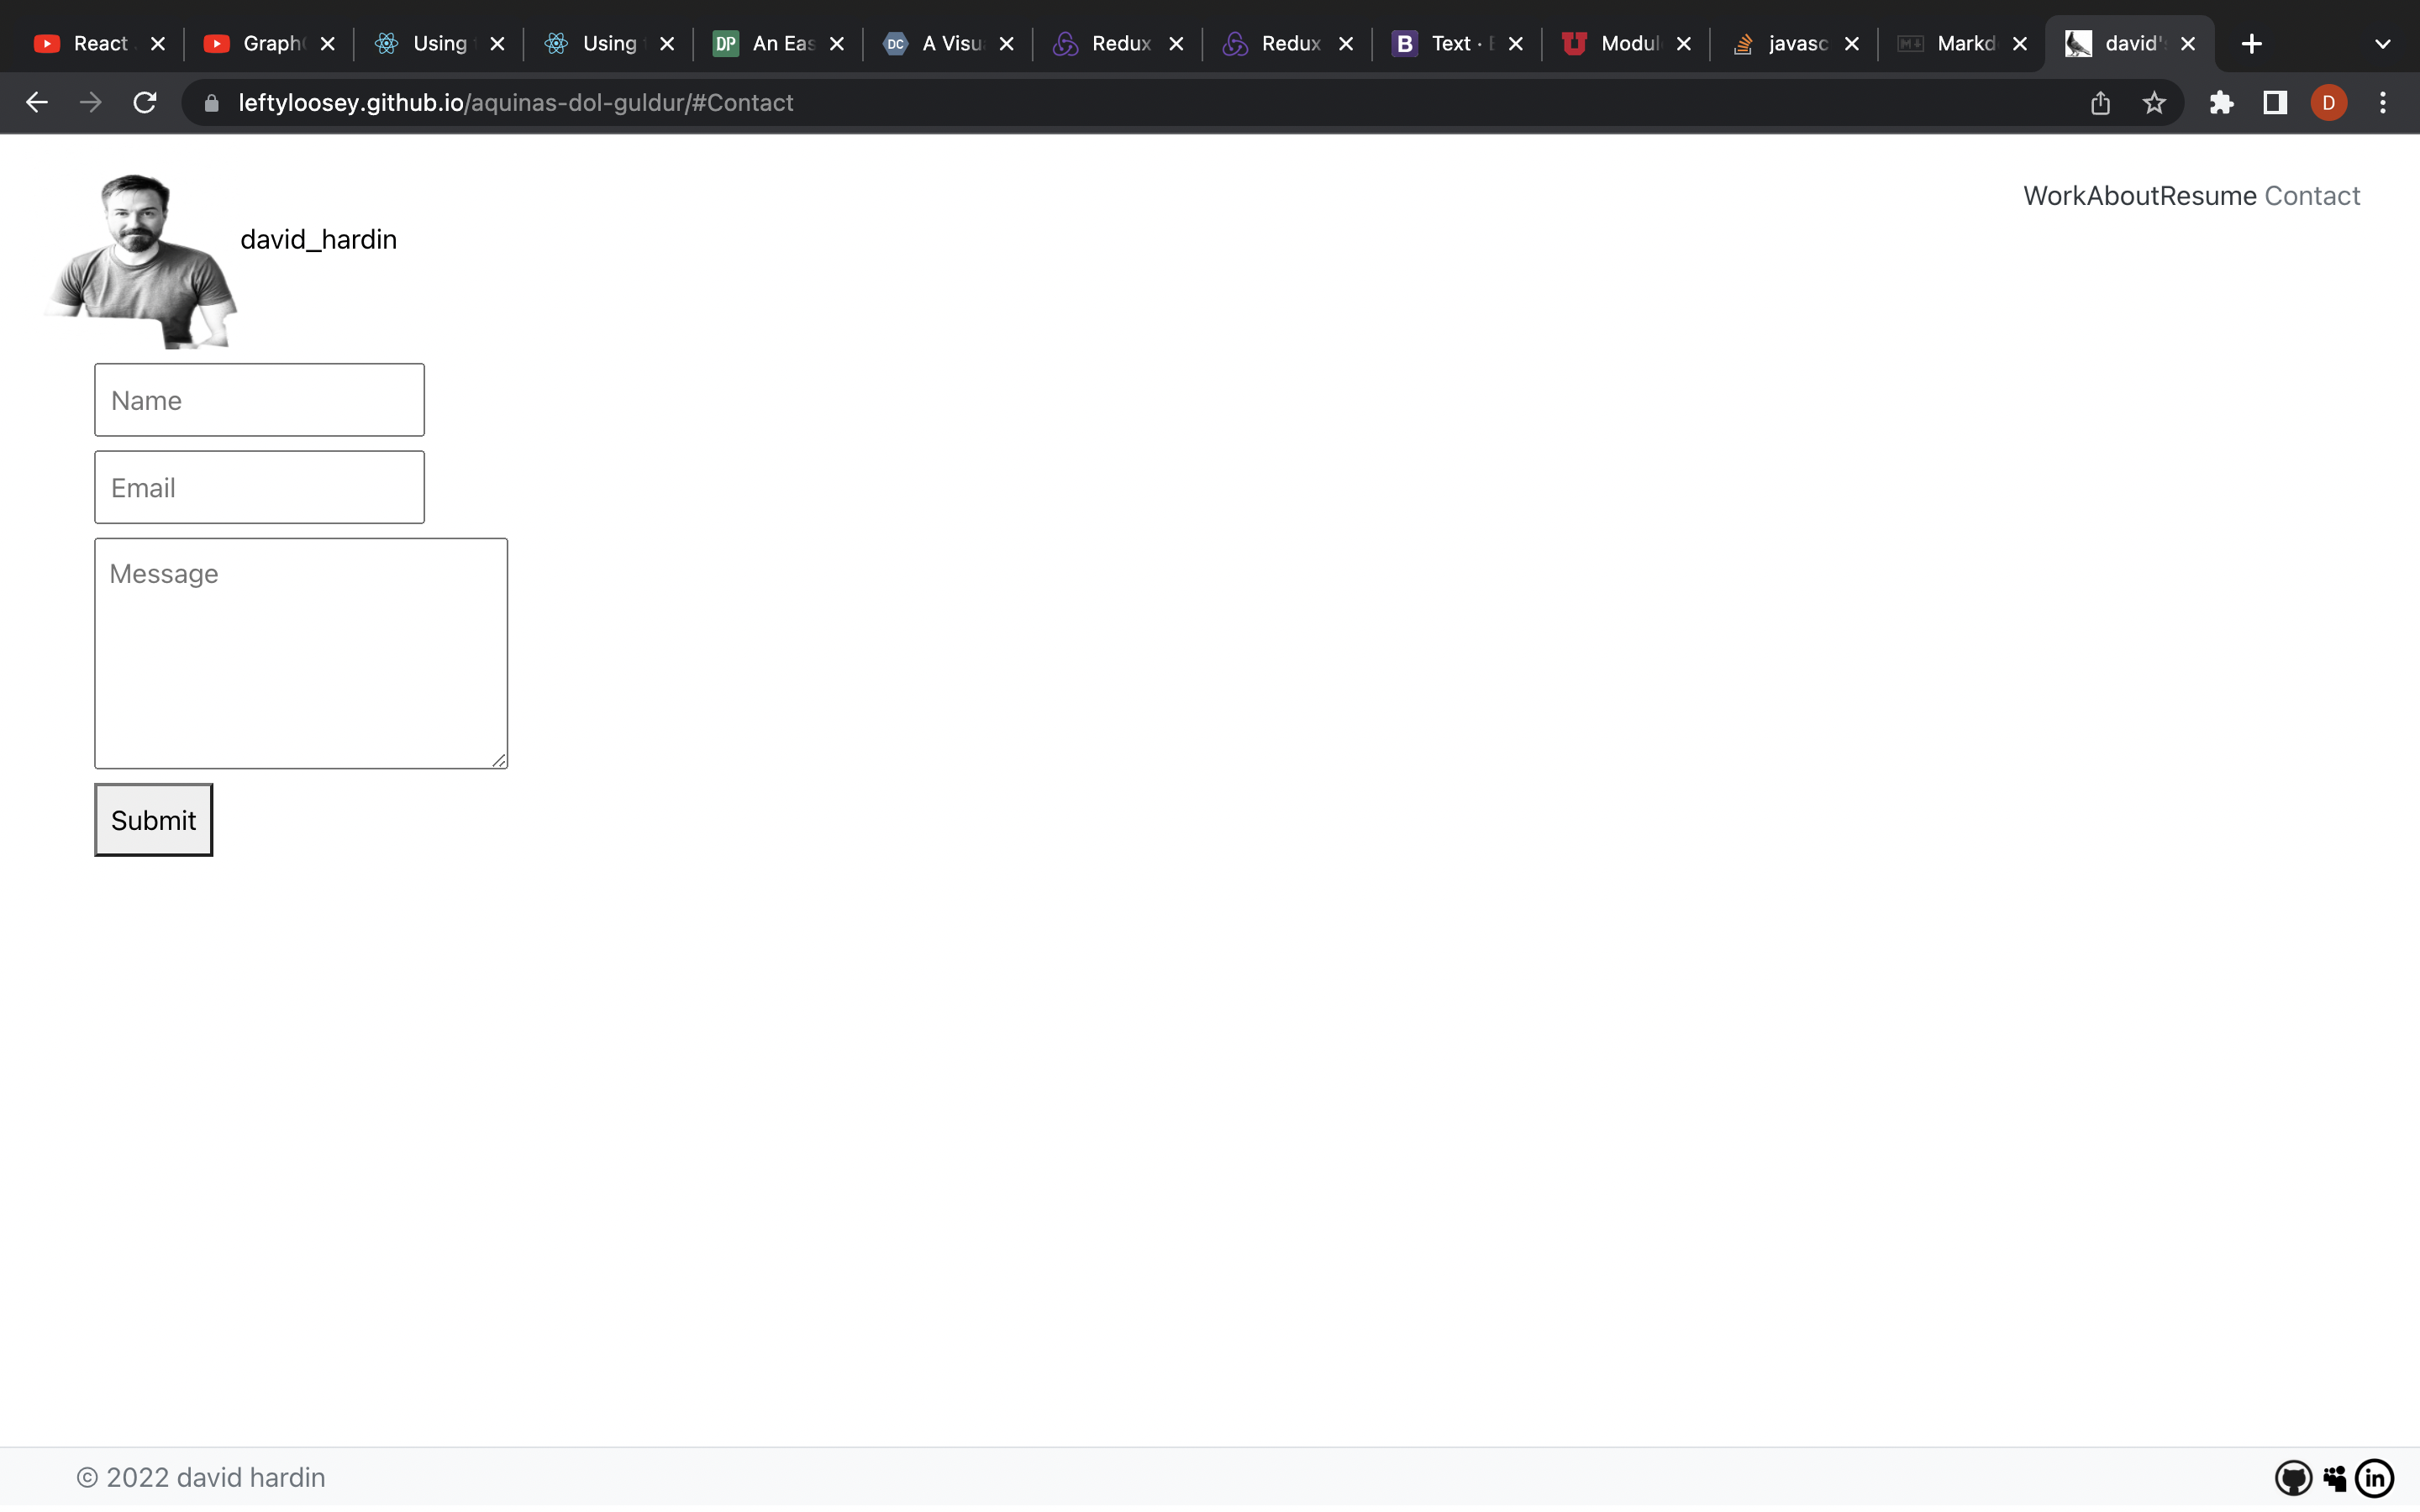 React GraphQ Using Using An Eas A Visu Redux Redux Text · B Modul javasc Markd david's
leftyloosey.github.io/aquinas-dol-guldur/#Contact D
WorkAboutResume Contact
david_hardin
Name
Email
Message
Submit
© 2022 david hardin